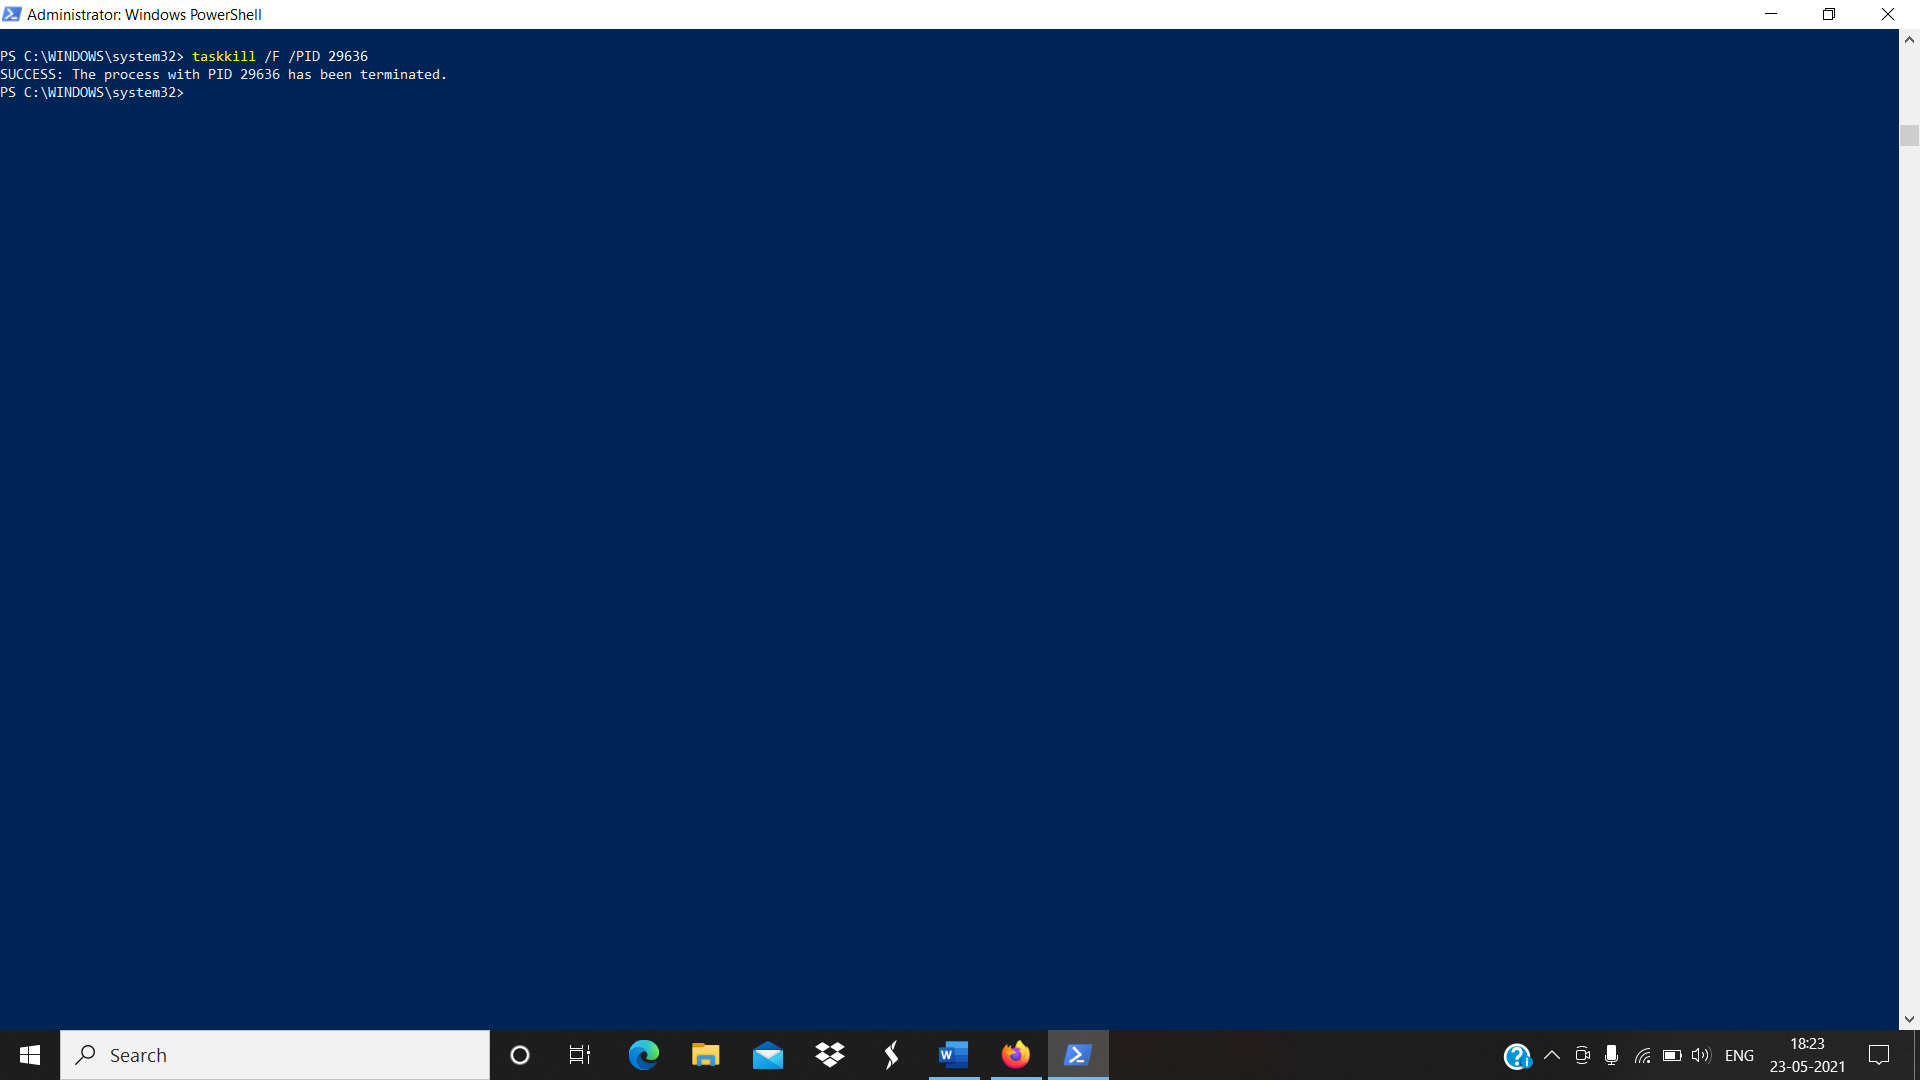 Administrator: Windows PowerShell
PS C:\WINDOWS\system32> taskkill /F /PID 29636
SUCCESS: The process with PID 29636 has been terminated.
PS C:\WINDOWS\system32>
Search
ENG
18:23
23-05-2021